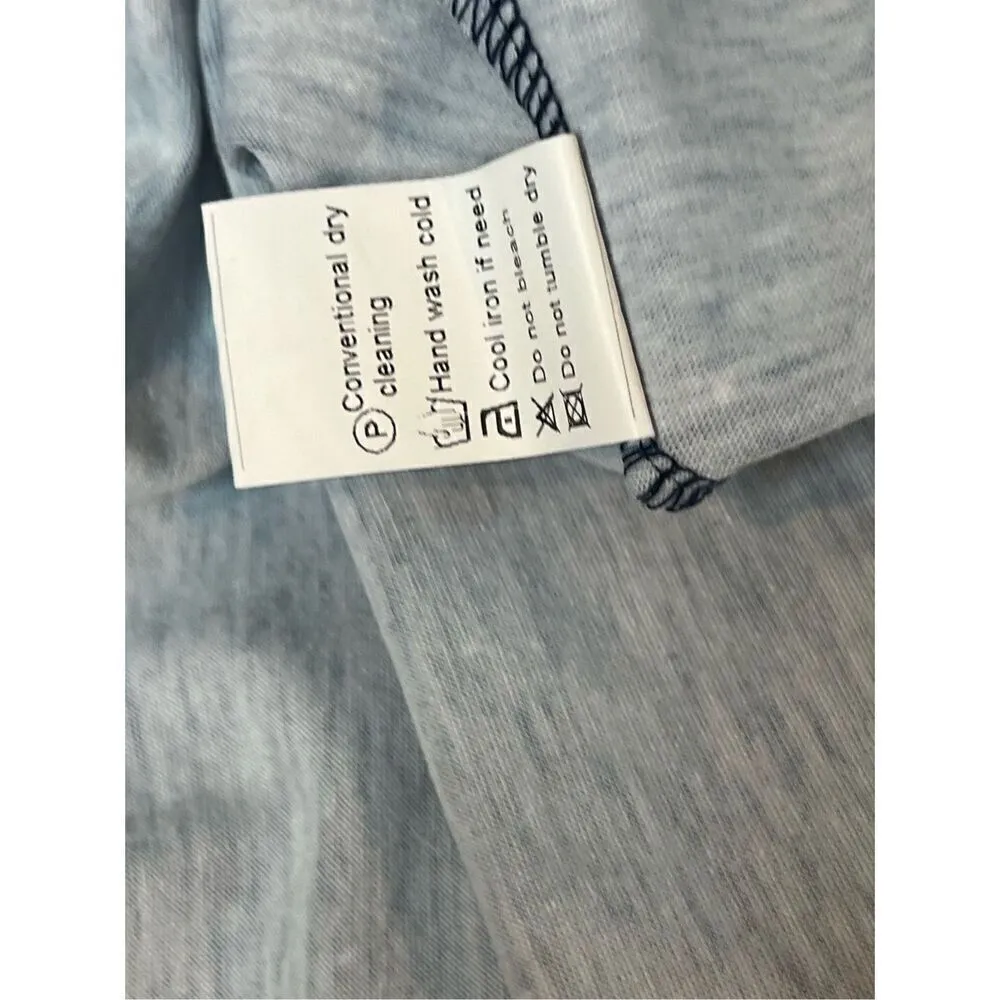 P Conventional dry
cleaning
Hand wash cold
Cool iron if need
Do not bleach
Do not tumble dry